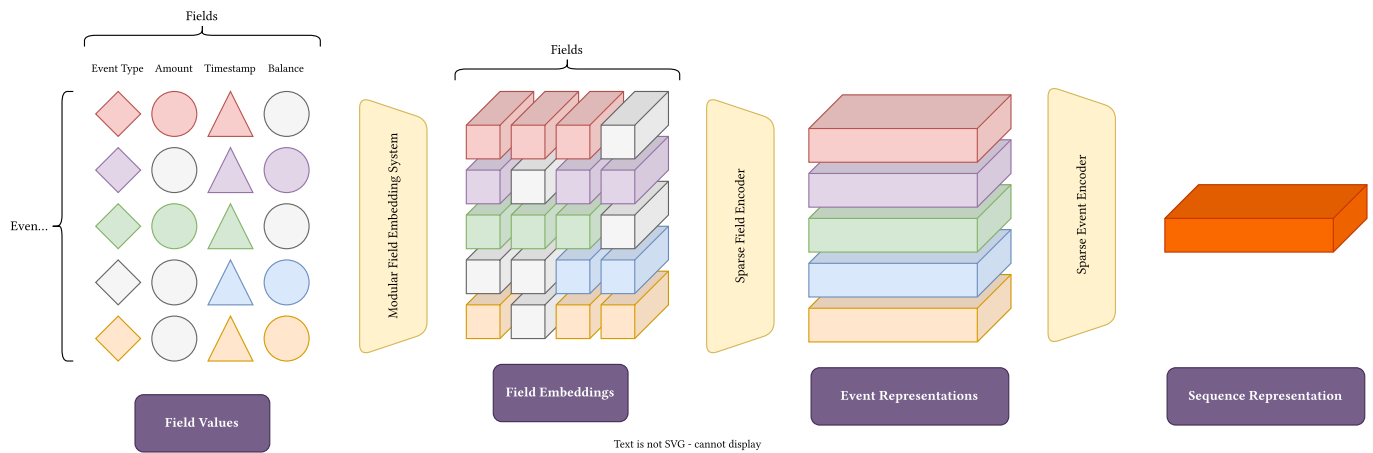 Fields
Event Type Amount Timestamp Balance
Even...
Modular Field Embedding System
Fields
Sparse Field Encoder
Sparse Event Encoder
Field Values
Field Embeddings
Event Representations
Sequence Representation
Text is not SVG - cannot display